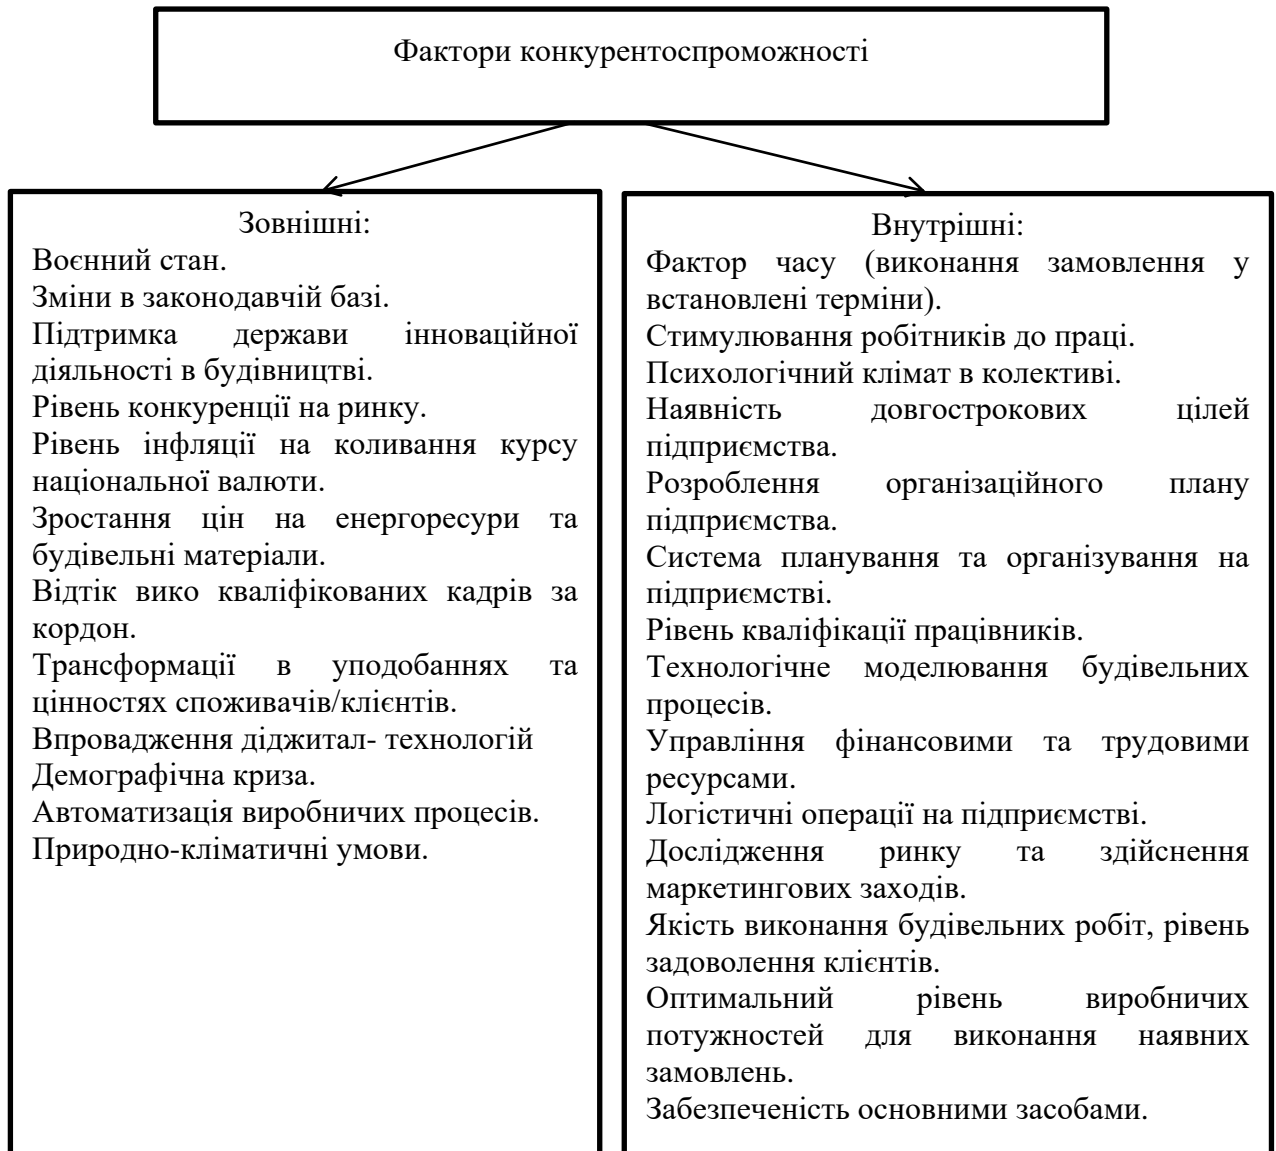 Фактори конкурентоспроможності
Зовнішні:
Воєнний стан.
Зміни в законодавчій базі.
Підтримка держави інноваційної
діяльності в будівництві.
Рівень конкуренції на ринку.
Рівень інфляції на коливання курсу
національної валюти.
Зростання цін на енергоресури та
будівельні матеріали.
Відтік вико кваліфікованих кадрів за
кордон.
Трансформації в уподобаннях та
цінностях споживачів/клієнтів.
Впровадження діджитал- технологій
Демографічна криза.
Автоматизація виробничих процесів.
Природно-кліматичні умови.
Внутрішні:
Фактор часу (виконання замовлення у
встановлені терміни).
Стимулювання робітників до праці.
Психологічний клімат в колективі.
Наявність довгострокових цілей
підприємства.
Розроблення організаційного плану
підприємства.
Система планування та організування на
підприємстві.
Рівень кваліфікації працівників.
Технологічне моделювання будівельних
процесів.
Управління фінансовими та трудовими
ресурсами.
Логістичні операції на підприємстві.
Дослідження ринку та здійснення
маркетингових заходів.
Якість виконання будівельних робіт, рівень
задоволення клієнтів.
Оптимальний рівень виробничих
потужностей для виконання наявних
замовлень.
Забезпеченість основними засобами.